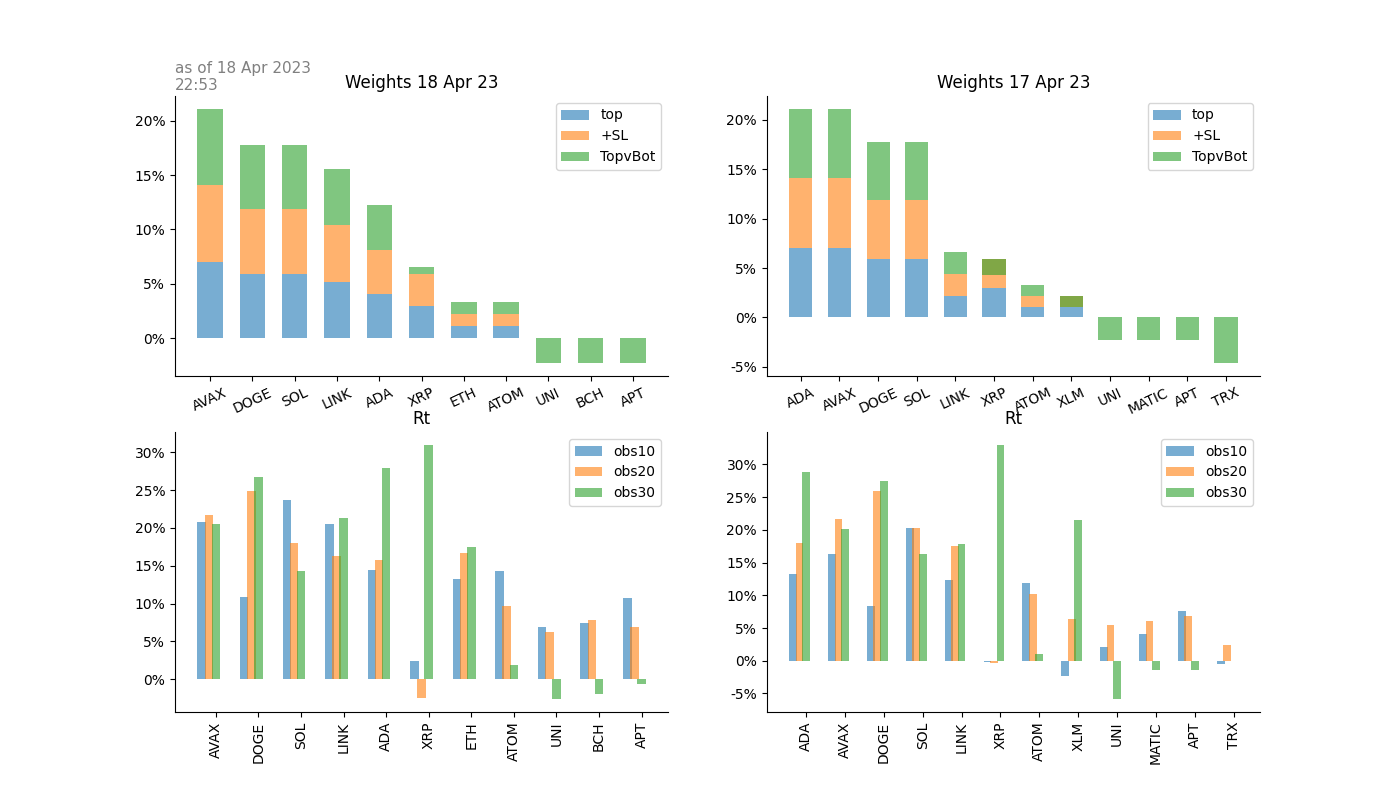 as of 18 Apr 2023
22:53
Weights 18 Apr 23
20%
15%
10%
5%
0%
top
+SL
TopvBot
AVAX DOGE SOL LINK ADA XRP ETH ATOM UNI BCH APT
Weights 17 Apr 23
20%
15%
10%
5%
0%
-5%
top
+SL
TopvBot
ADA AVAX DOGE SOL LINK XRP ATOM XLM UNI MATIC APT TRX
Rt
30%
25%
20%
15%
10%
5%
0%
obs10
obs20
obs30
AVAX DOGE SOL LINK ADA XRP ETH ATOM UNI BCH APT
Rt
30%
25%
20%
15%
10%
5%
0%
-5%
obs10
obs20
obs30
ADA AVAX DOGE SOL LINK XRP ATOM XLM UNI MATIC APT TRX